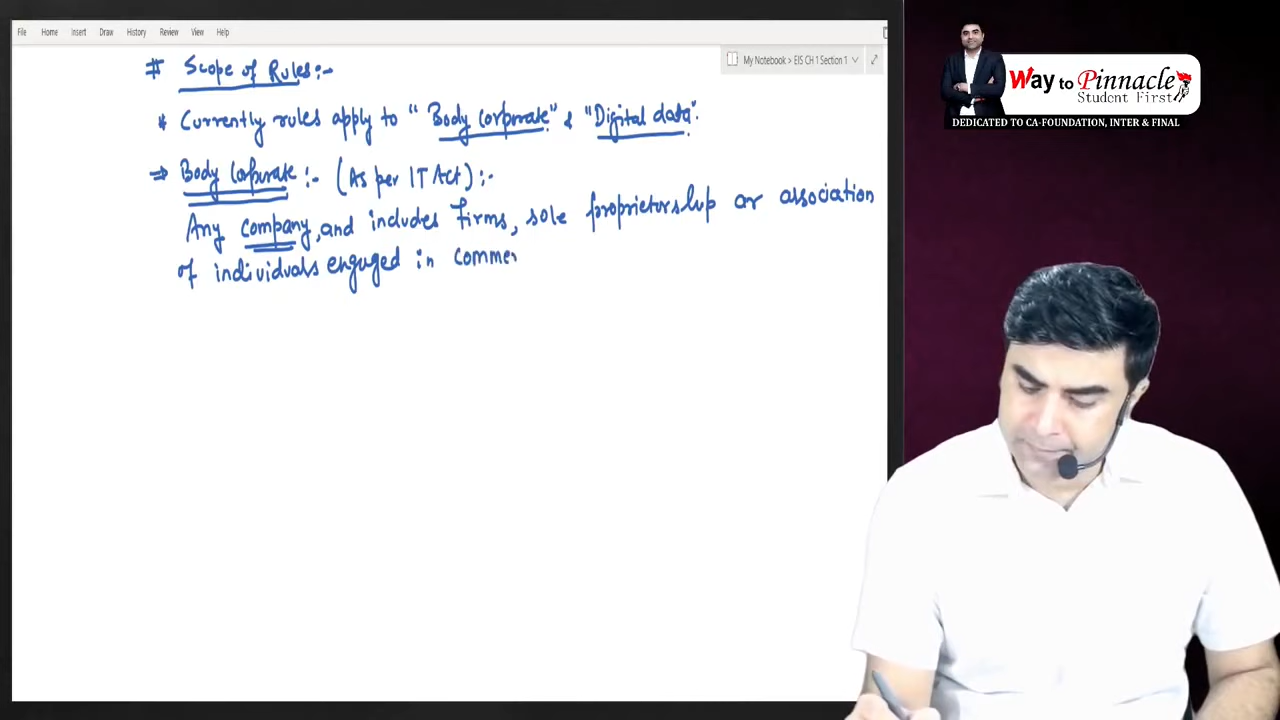 File Home Insert Draw History Review View Help
My Notebook > EIS CH 1 Section 1
# Scope of Rules:-
* Currently rules apply to "Body Corporate" & "Digital data".
⇒ Body Corporate :- (As per IT Act) :-
Any company, and includes firms, sole proprietorship or association
of individuals engaged in commer
Way to Pinnacle
Student First
DEDICATED TO CA-FOUNDATION, INTER & FINAL